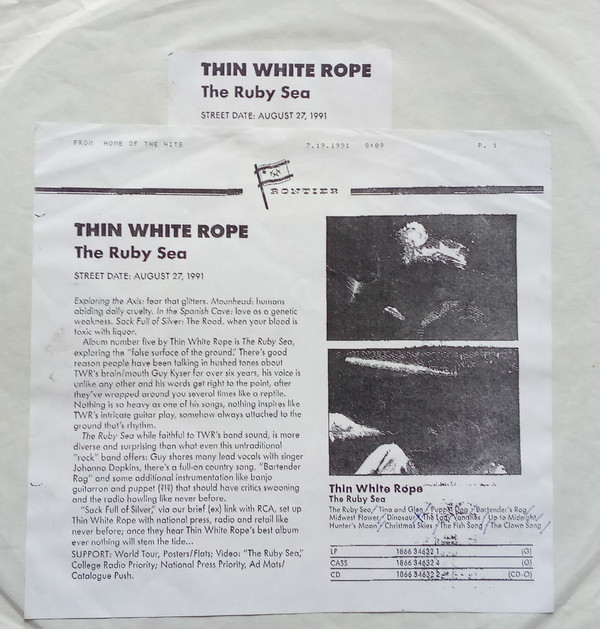 THIN WHITE ROPE
The Ruby Sea
STREET DATE: AUGUST 27, 1991
FROM HOME OF THE HITS 7.19.1991 8:09 P. 1
FRONTIER
THIN WHITE ROPE
The Ruby Sea
STREET DATE: AUGUST 27, 1991
Exploring the Axis: fear that glitters. Moonhead: humans
abiding daily cruelty. In the Spanish Cave: love as a genetic
weakness. Sack Full of Silver: The Road, when your blood is
toxic with liquor.
Album number five by Thin White Rope is The Ruby Sea,
exploring the "false surface of the ground." There's good
reason people have been talking in hushed tones about
TWR's brain/mouth Guy Kyser for over six years, his voice is
unlike any other and his words get right to the point, after
they've wrapped around you several times like a reptile.
Nothing is so heavy as one of his songs, nothing inspires like
TWR's intricate guitar play, somehow always attached to the
ground that's rhythm.
The Ruby Sea while faithful to TWR's band sound, is more
diverse and surprising than what even this untraditional
"rock" band offers: Guy shares many lead vocals with singer
Johanna Dopkins, there's a full-on country song, "Bartender's
Rag" and some additional instrumentation like banjo
guitarron and puppet (?!?) that should have critics swooning
and the radio howling like never before.
"Sack Full of Silver," via our brief (ex) link with RCA, set up
Thin White Rope with national press, radio and retail like
never before; once they hear Thin White Rope's best album
ever nothing will stem the tide...
SUPPORT: World Tour, Posters/Flats; Video: "The Ruby Sea,"
College Radio Priority; National Press Priority, Ad Mats/
Catalogue Push.
Thin White Rope
The Ruby Sea
The Ruby Sea/ Tina and Glen/ Puppet Dog/ Bartender's Rag
Midwest Flower/ Dinosaur/ The Lady Vanishes/ Up to Midnight/
Hunter's Moon/ Christmas Skies/ The Fish Song/ The Clown Song
LP 1866 34632 1 (G)
CASS 1866 34632 4 (G)
CD 1866 34632 2 (CD-O)